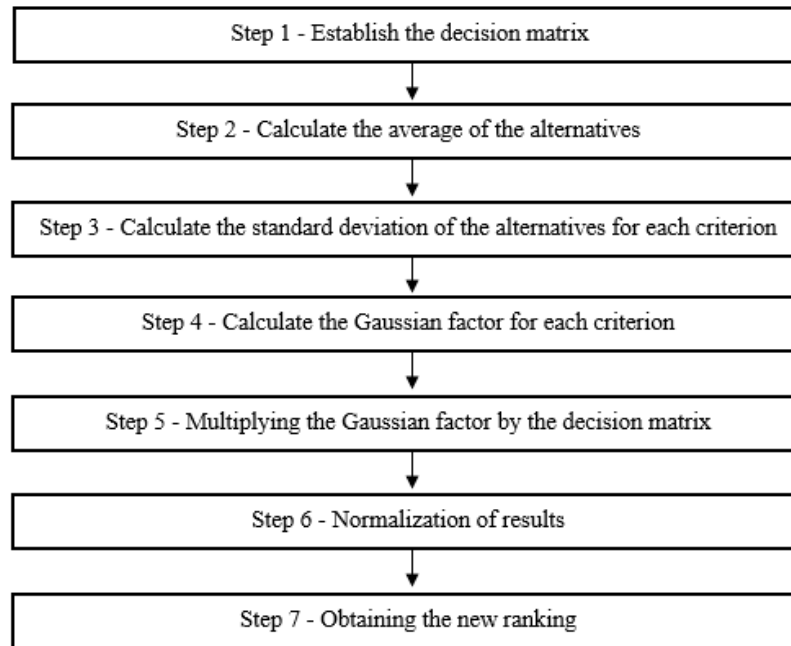 Step 1 - Establish the decision matrix
Step 2 - Calculate the average of the alternatives
Step 3 - Calculate the standard deviation of the alternatives for each criterion
Step 4 - Calculate the Gaussian factor for each criterion
Step 5 - Multiplying the Gaussian factor by the decision matrix
Step 6 - Normalization of results
Step 7 - Obtaining the new ranking